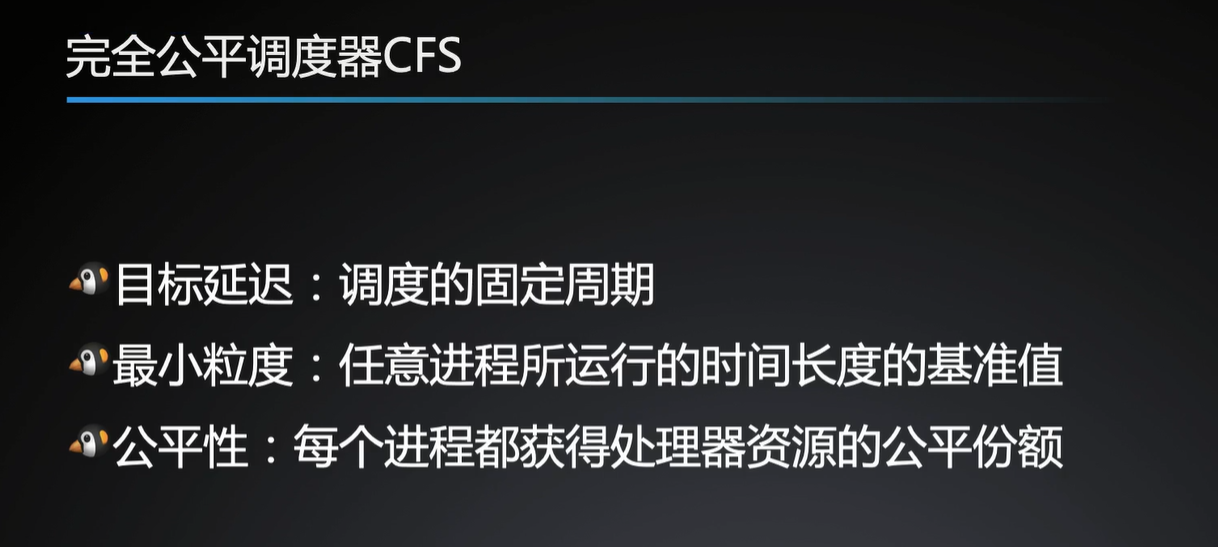 完全公平调度器CFS
目标延迟：调度的固定周期
最小粒度：任意进程所运行的时间长度的基准值
公平性：每个进程都获得处理器资源的公平份额